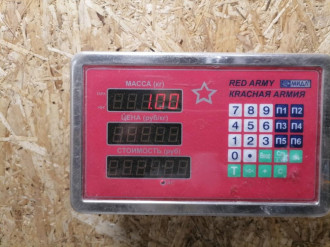 МАССА (кг)
1.00
ЦЕНА (руб/кг)
СТОИМОСТЬ (руб)
RED ARMY
КРАСНАЯ АРМИЯ
7 8 9 П1 П2
4 5 6 П3 П4
1 2 3 П5 П6
0 •
T C